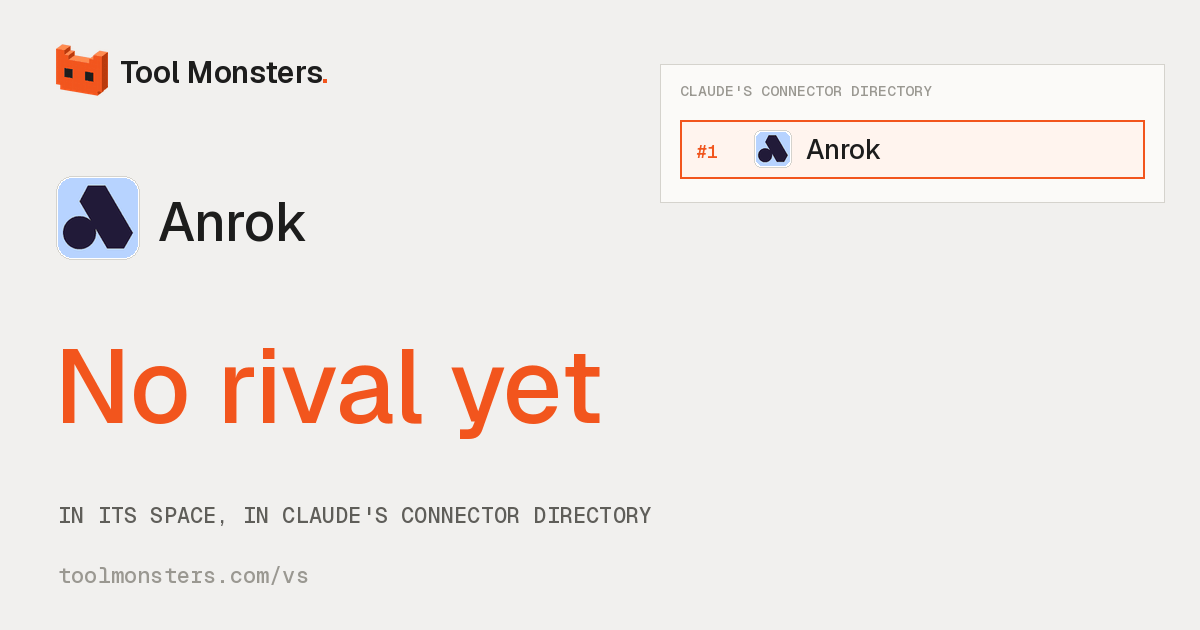 Tool Monsters.
Anrok
No rival yet
IN ITS SPACE, IN CLAUDE'S CONNECTOR DIRECTORY
toolmonsters.com/vs
CLAUDE'S CONNECTOR DIRECTORY
#1 Anrok